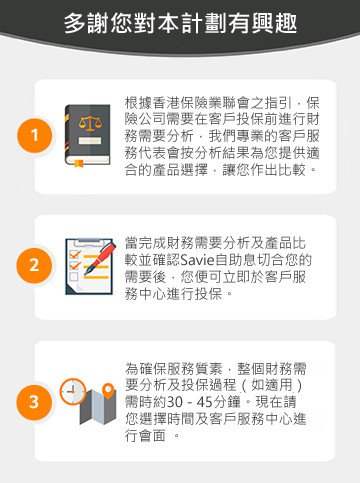 多謝您對本計劃有興趣
1
根據香港保險業聯會之指引，保
險公司需要在客戶投保前進行財
務需要分析，我們專業的客戶服
務代表會按分析結果為您提供適
合的產品選擇，讓您作出比較。
2
當完成財務需要分析及產品比
較並確認Savie自助息切合您的
需要後，您便可立即於客戶服
務中心進行投保。
3
為確保服務質素，整個財務需
要分析及投保過程（如適用）
需時約30 - 45分鐘。現在請
您選擇時間及客戶服務中心進
行會面 。